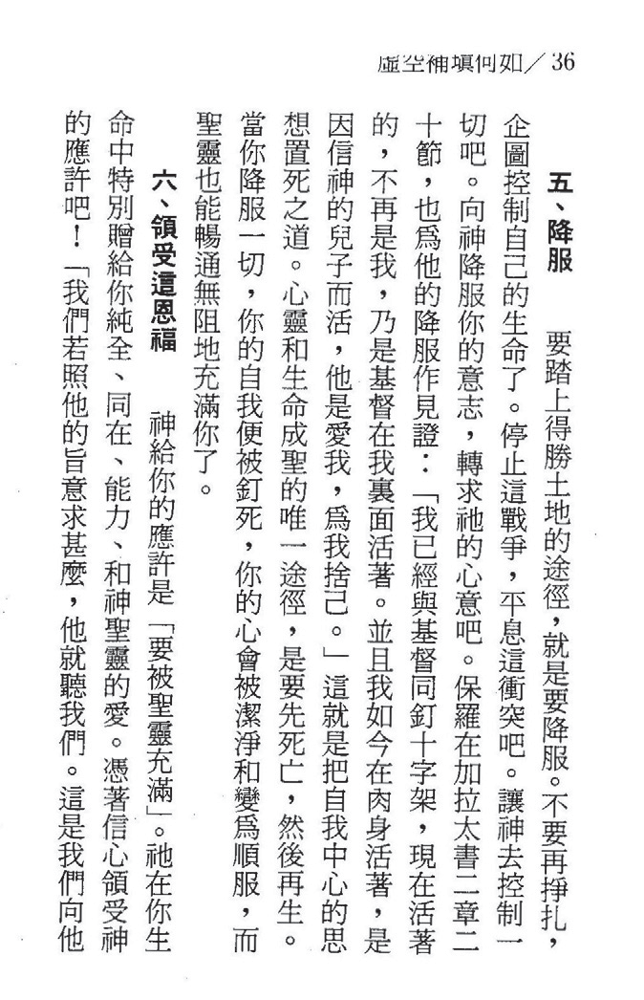 虛空補填何如／36
五、降服　　要踏上得勝土地的途徑，就是要降服。不要再掙扎，
企圖控制自己的生命了。停止這戰爭，平息這衝突吧。讓神去控制一
切吧。向神降服你的意志，轉求祂的心意吧。保羅在加拉太書二章二
十節，也爲他的降服作見證：「我已經與基督同釘十字架，現在活著
的，不再是我，乃是基督在我裏面活著。並且我如今在肉身活著，是
因信神的兒子而活，他是愛我，爲我捨己。」這就是把自我中心的思
想置死之道。心靈和生命成聖的唯一途徑，是要先死亡，然後再生。
當你降服一切，你的自我便被釘死，你的心會被潔淨和變爲順服，而
聖靈也能暢通無阻地充滿你了。
六、領受這恩福　　神給你的應許是「要被聖靈充滿」。祂在你生
命中特別贈給你純全、同在、能力、和神聖靈的愛。憑著信心領受神
的應許吧！「我們若照他的旨意求甚麼，他就聽我們。這是我們向他